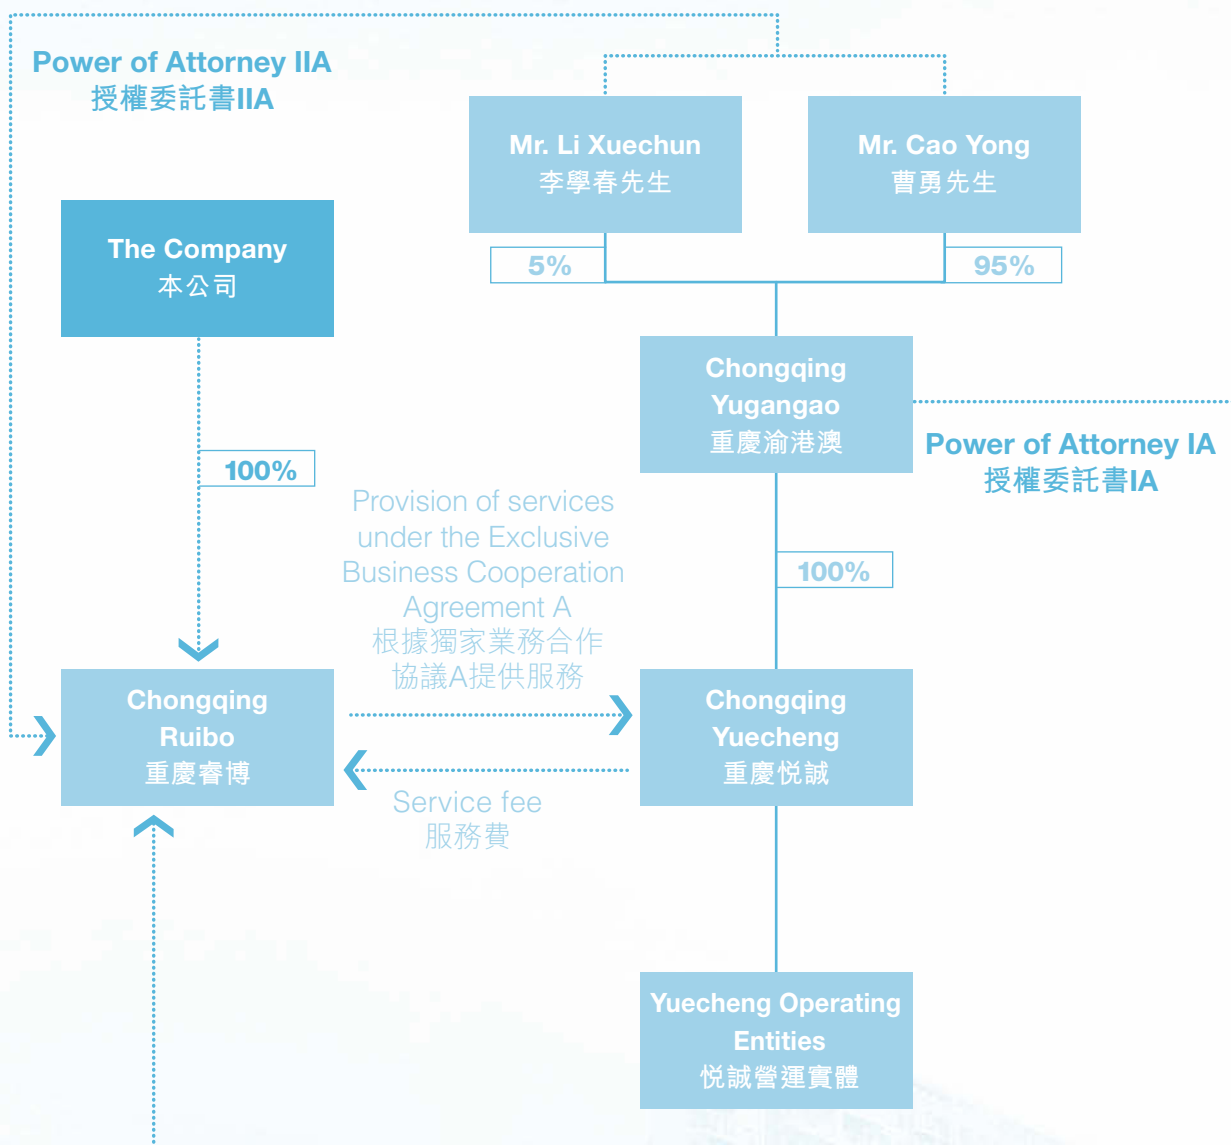 Power of Attorney IIA
授權委託書IIA
Mr. Li Xuechun
李學春先生
Mr. Cao Yong
曹勇先生
The Company
本公司
5%
95%
Chongqing
Yugangao
重慶渝港澳
Power of Attorney IA
授權委託書IA
100%
Provision of services
under the Exclusive
Business Cooperation
Agreement A
根據獨家業務合作
協議A提供服務
100%
Chongqing
Ruibo
重慶睿博
Chongqing
Yuecheng
重慶悦誠
Service fee
服務費
Yuecheng Operating
Entities
悦誠營運實體